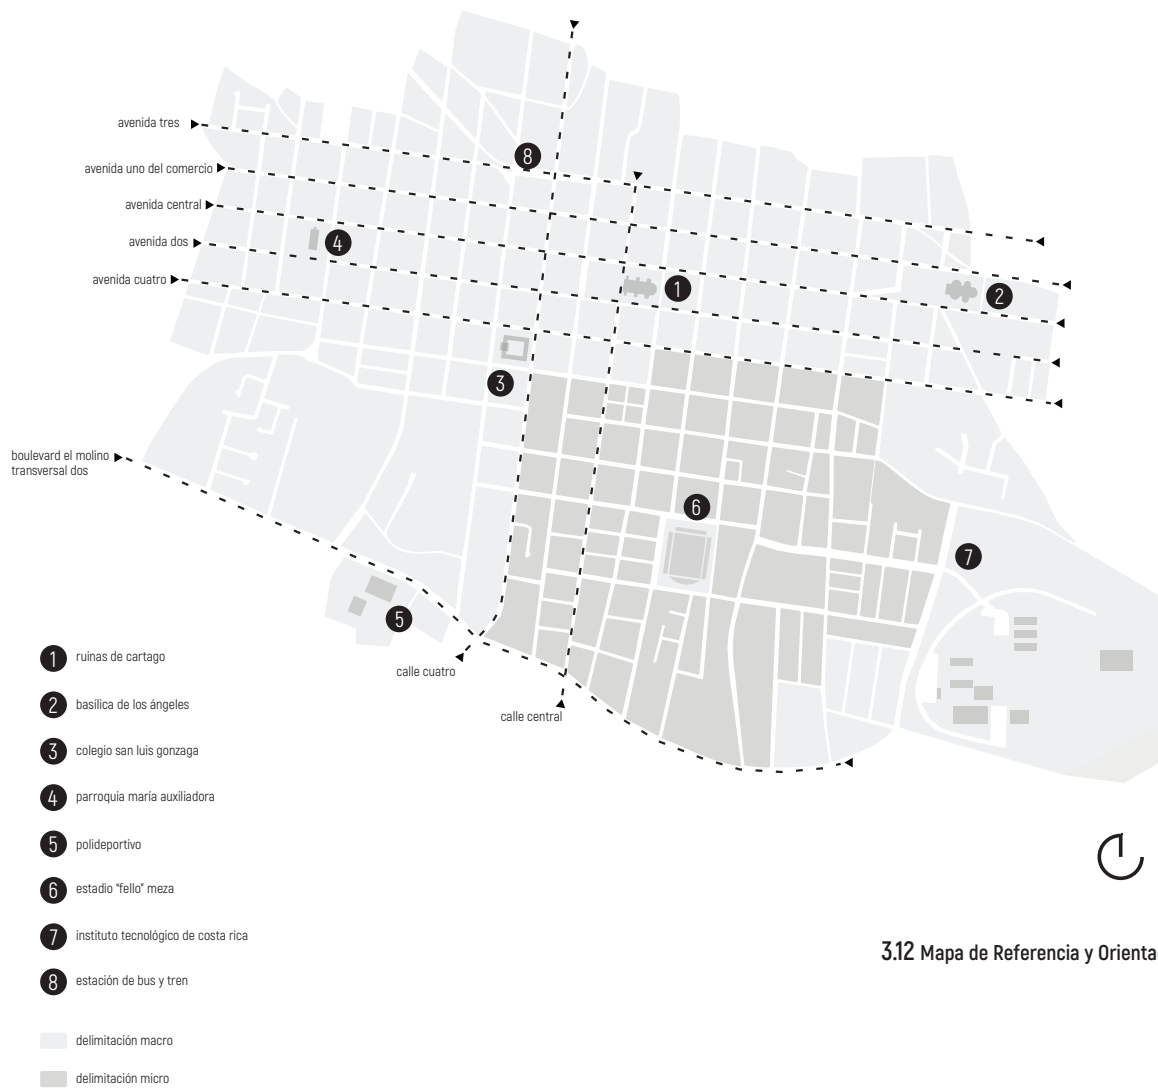 avenida tres
8
avenida uno del comercio
avenida central
4
avenida dos
avenida cuatro
1
2
3
boulevard el molino
transversal dos
6
7
5
calle cuatro
calle central
1 ruinas de cartago
2 basílica de los ángeles
3 colegio san luis gonzaga
4 parroquia maría auxiliadora
5 polideportivo
6 estadio "fello" meza
7 instituto tecnológico de costa rica
8 estación de bus y tren
delimitación macro
delimitación micro
3.12 Mapa de Referencia y Orienta